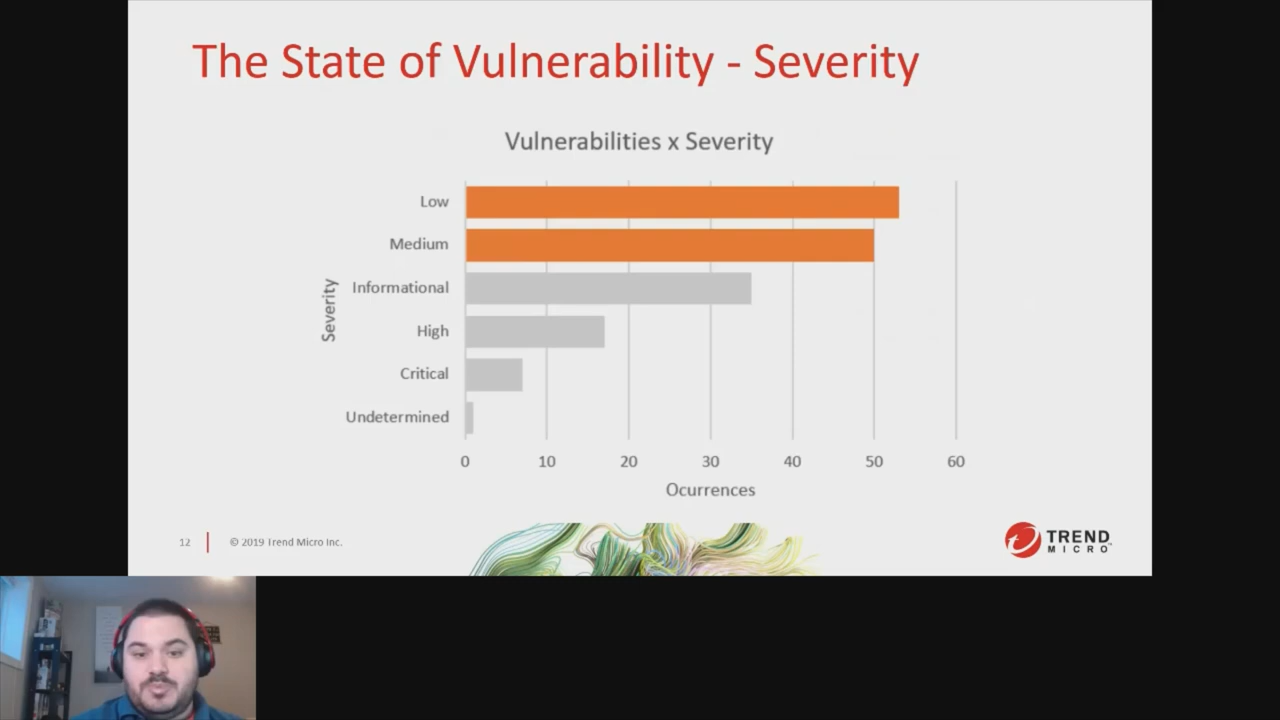 The State of Vulnerability - Severity
Vulnerabilities x Severity
Severity
Low
Medium
Informational
High
Critical
Undetermined
0 10 20 30 40 50 60
Ocurrences
12 © 2019 Trend Micro Inc.
TREND
MICRO™